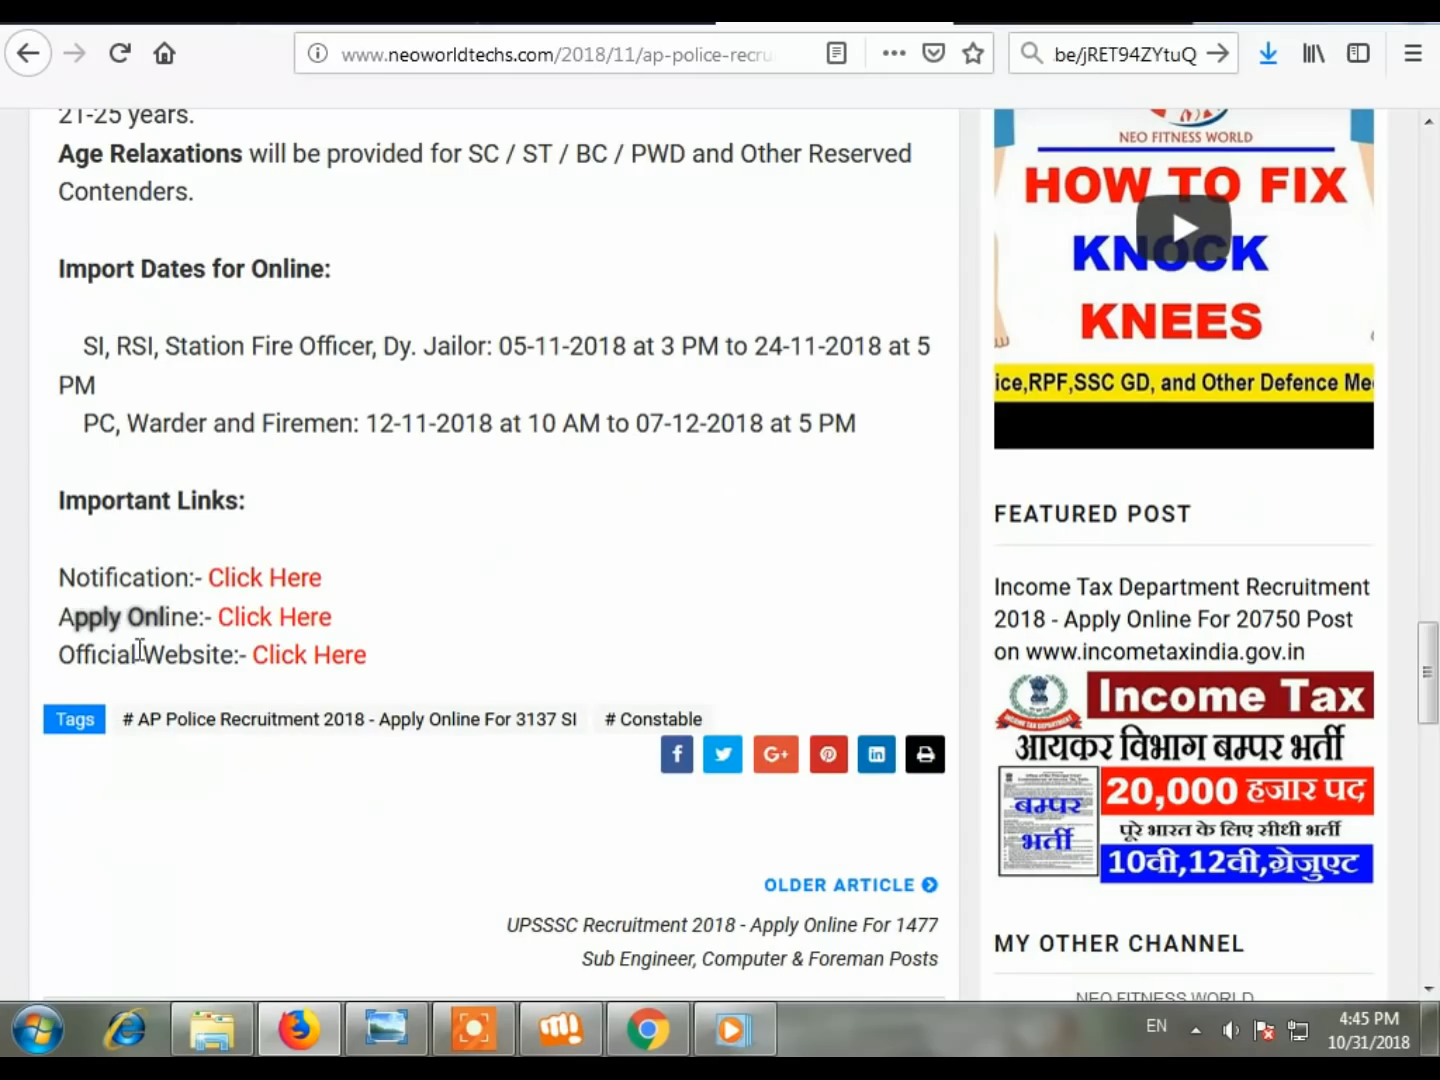 www.neoworldtechs.com/2018/11/ap-police-recru
be/jRET94ZYtuQ
21-25 years.
Age Relaxations will be provided for SC / ST / BC / PWD and Other Reserved
Contenders.
Import Dates for Online:
SI, RSI, Station Fire Officer, Dy. Jailor: 05-11-2018 at 3 PM to 24-11-2018 at 5
PM
PC, Warder and Firemen: 12-11-2018 at 10 AM to 07-12-2018 at 5 PM
Important Links:
Notification:- Click Here
Apply Online:- Click Here
Official Website:- Click Here
Tags # AP Police Recruitment 2018 - Apply Online For 3137 SI # Constable
G+
OLDER ARTICLE
UPSSSC Recruitment 2018 - Apply Online For 1477
Sub Engineer, Computer & Foreman Posts
NEO FITNESS WORLD
HOW TO FIX
KNOCK
KNEES
ice,RPF,SSC GD, and Other Defence Me
FEATURED POST
Income Tax Department Recruitment
2018 - Apply Online For 20750 Post
on www.incometaxindia.gov.in
Income Tax
आयकर विभाग बम्पर भर्ती
बम्पर
भर्ती
20,000 हजार पद
पूरे भारत के लिए सीधी भर्ती
10वी,12वी,ग्रेजुएट
MY OTHER CHANNEL
NEO FITNESS WORLD
EN
4:45 PM
10/31/2018